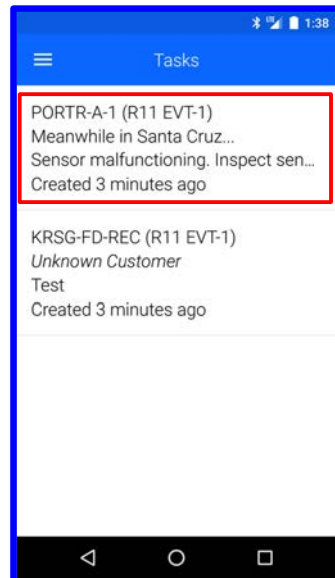 LTE 1:38
Tasks
PORTR-A-1 (R11 EVT-1)
Meanwhile in Santa Cruz...
Sensor malfunctioning. Inspect sen...
Created 3 minutes ago
KRSG-FD-REC (R11 EVT-1)
Unknown Customer
Test
Created 3 minutes ago